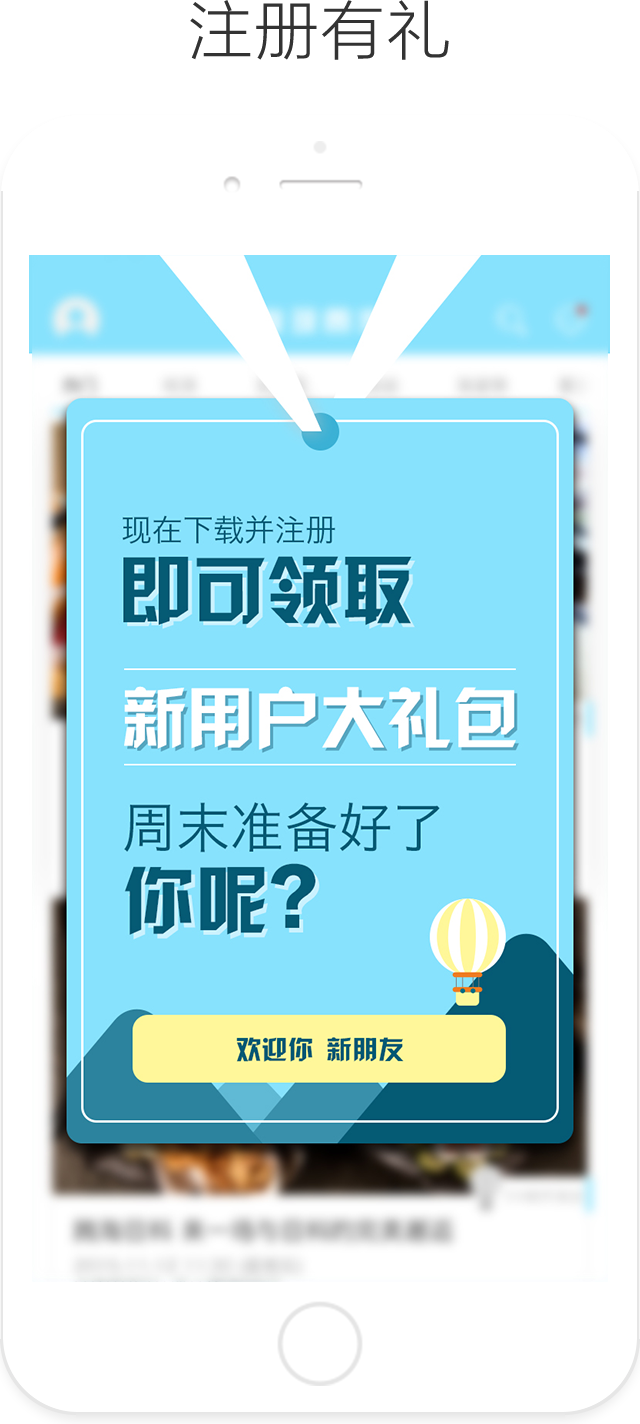 注册有礼
现在下载并注册
即可领取
新用户大礼包
周末准备好了
你呢?
欢迎你 新朋友